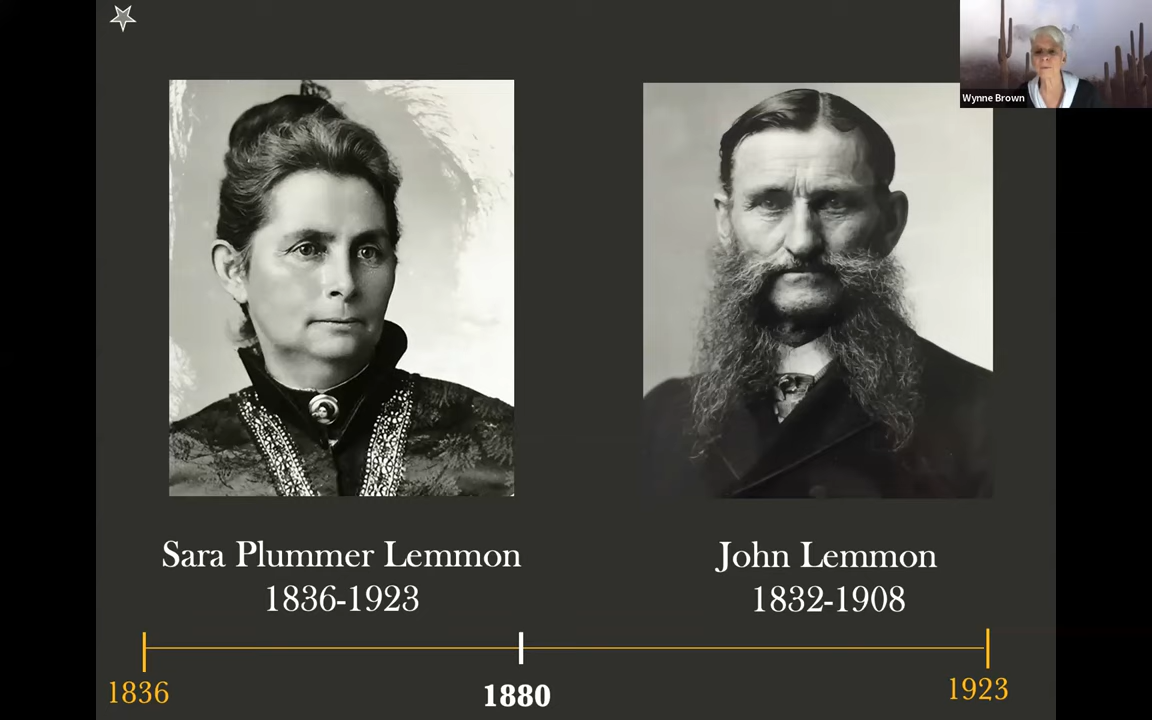 Wynne Brown
Sara Plummer Lemmon
1836-1923
John Lemmon
1832-1908
1836
1880
1923